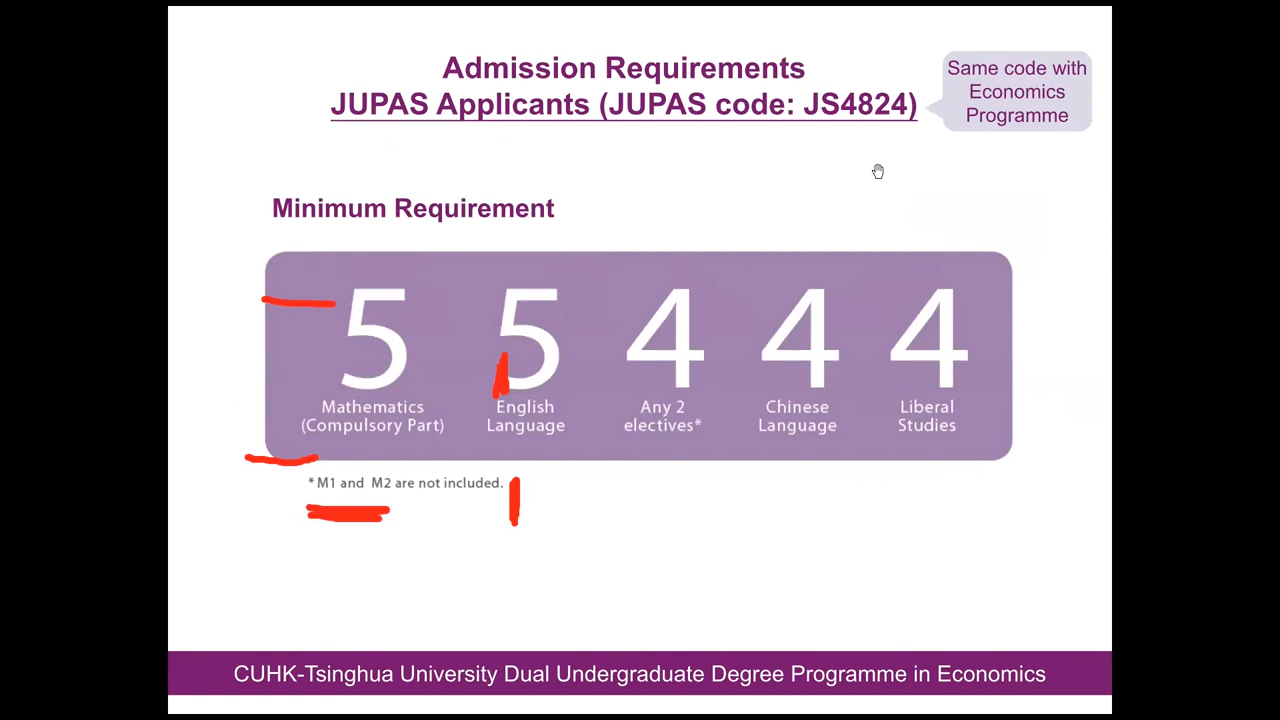 Admission Requirements
JUPAS Applicants (JUPAS code: JS4824)
Same code with
Economics
Programme
Minimum Requirement
5
Mathematics
(Compulsory Part)
5
English
Language
4
Any 2
electives*
4
Chinese
Language
4
Liberal
Studies
* M1 and M2 are not included.
CUHK-Tsinghua University Dual Undergraduate Degree Programme in Economics